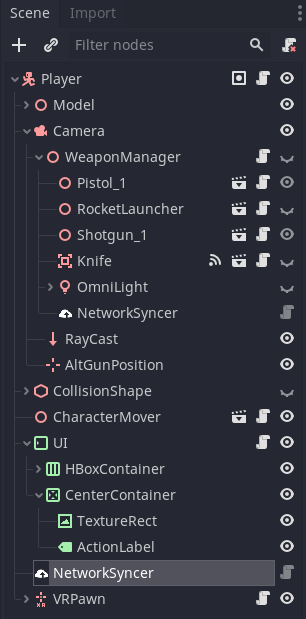 Scene Import
Filter nodes
Player
Model
Camera
WeaponManager
Pistol_1
RocketLauncher
Shotgun_1
Knife
OmniLight
NetworkSyncer
RayCast
AltGunPosition
CollisionShape
CharacterMover
UI
HBoxContainer
CenterContainer
TextureRect
ActionLabel
NetworkSyncer
XR VRPawn